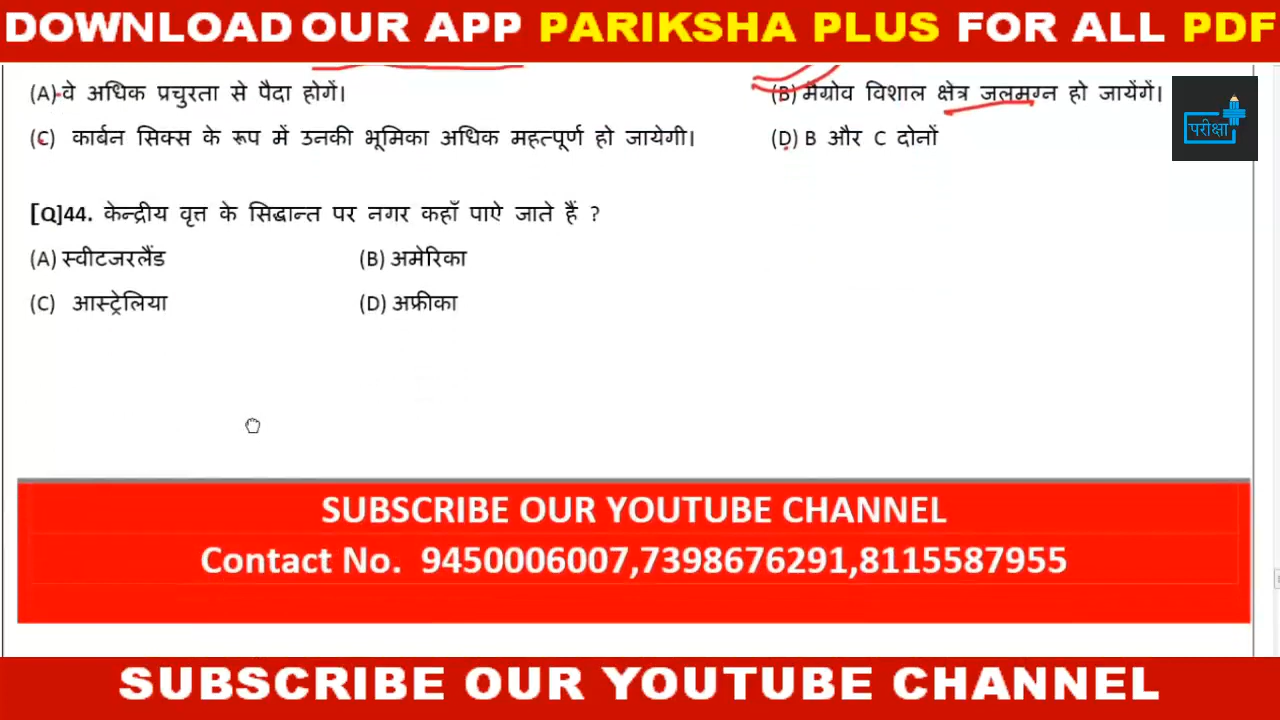 DOWNLOAD OUR APP PARIKSHA PLUS FOR ALL PDF
(A) वे अधिक प्रचुरता से पैदा होगें। (B) मैंग्रोव विशाल क्षेत्र जलमग्न हो जायेंगें।
(C) कार्बन सिक्स के रूप में उनकी भूमिका अधिक महत्पूर्ण हो जायेगी। (D) B और C दोनों
परीक्षा
[Q]44. केन्द्रीय वृत्त के सिद्धान्त पर नगर कहाँ पाऐ जाते हैं ?
(A) स्वीटजरलैंड (B) अमेरिका
(C) आस्ट्रेलिया (D) अफ्रीका
SUBSCRIBE OUR YOUTUBE CHANNEL
Contact No. 9450006007,7398676291,8115587955
SUBSCRIBE OUR YOUTUBE CHANNEL